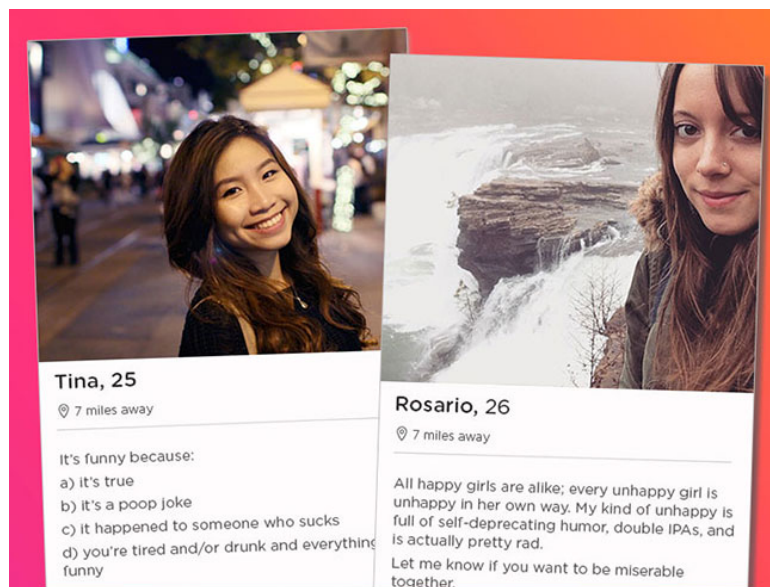 Tina, 25
7 miles away
It's funny because:
a) it's true
b) it's a poop joke
c) it happened to someone who sucks
d) you're tired and/or drunk and everything
funny
Rosario, 26
7 miles away
All happy girls are alike; every unhappy girl is
unhappy in her own way. My kind of unhappy is
full of self-deprecating humor, double IPAs, and
is actually pretty rad.
Let me know if you want to be miserable
together.